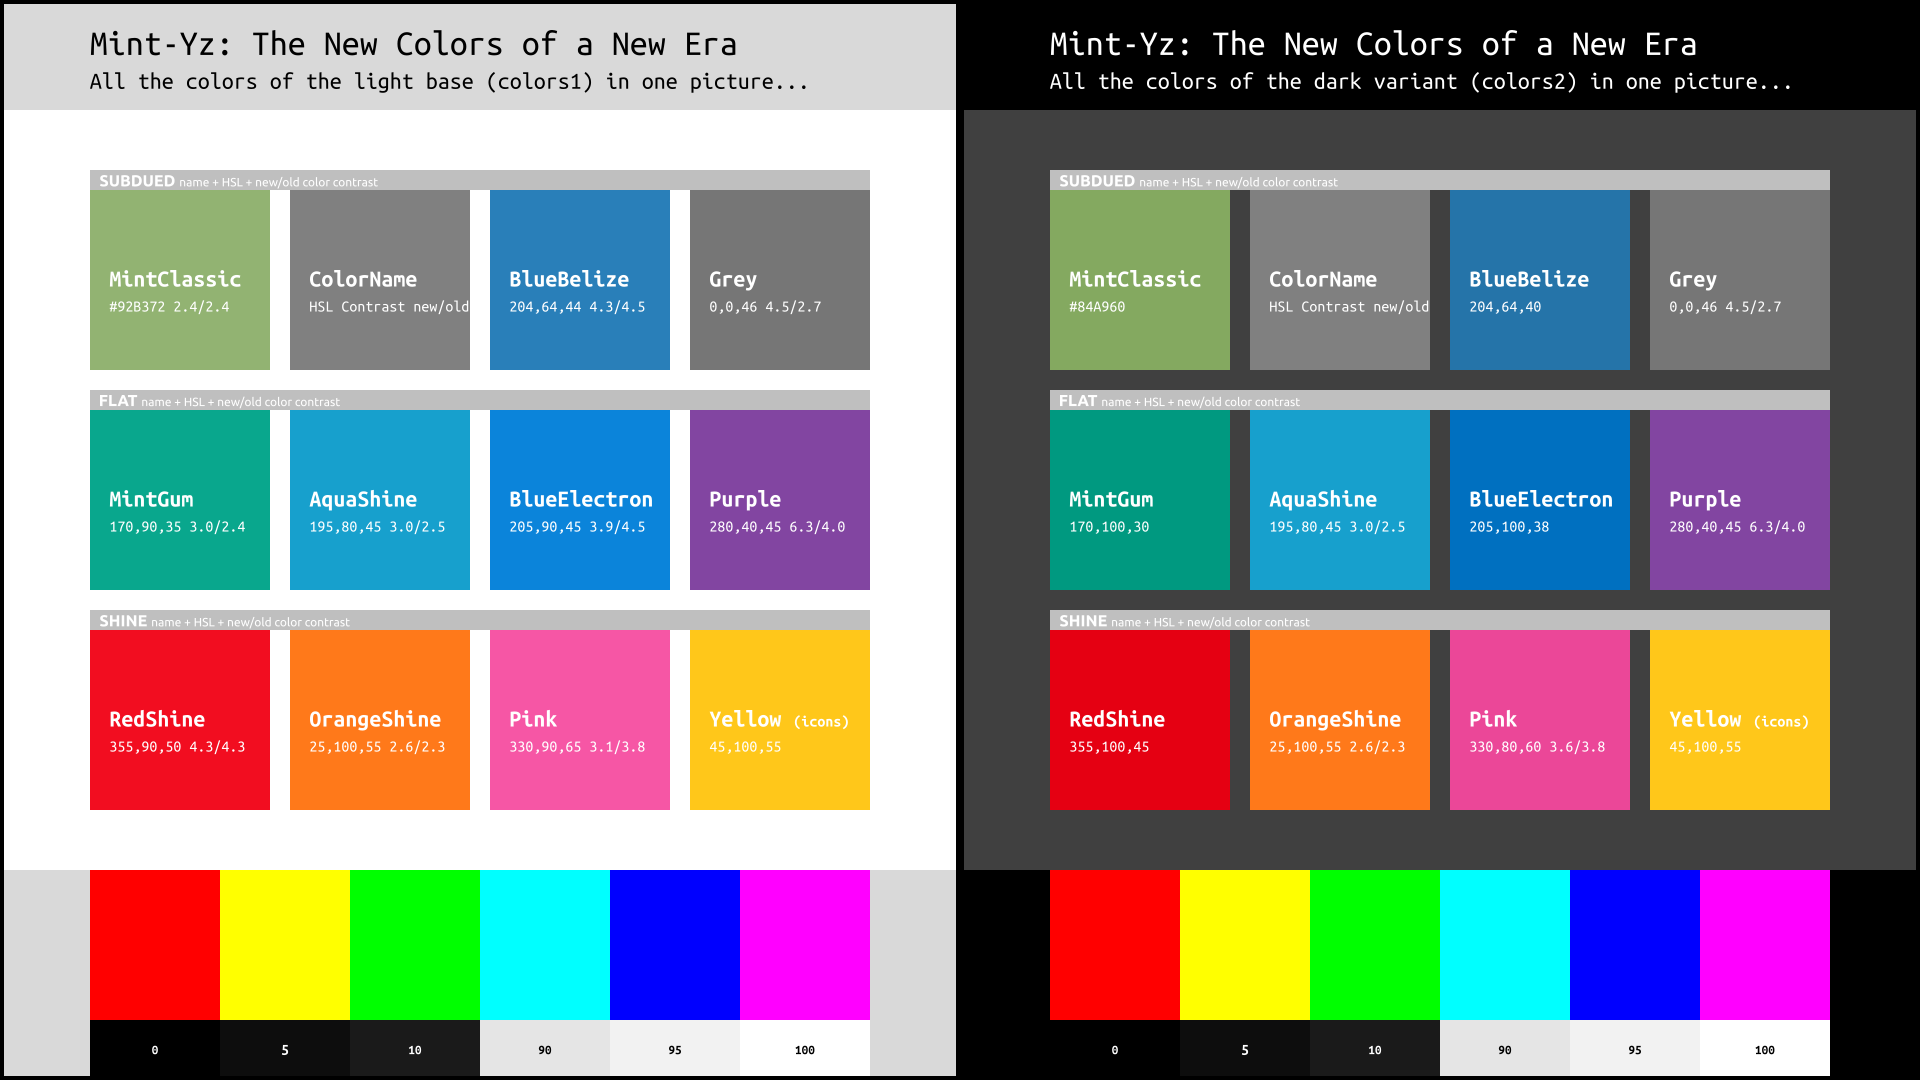 Mint-Yz: The New Colors of a New Era
All the colors of the light base (colors1) in one picture...
SUBDUED name + HSL + new/old color contrast
MintClassic
#92B372 2.4/2.4
ColorName
HSL Contrast new/old
BlueBelize
204,64,44 4.3/4.5
Grey
0,0,46 4.5/2.7
FLAT name + HSL + new/old color contrast
MintGum
170,90,35 3.0/2.4
AquaShine
195,80,45 3.0/2.5
BlueElectron
205,90,45 3.9/4.5
Purple
280,40,45 6.3/4.0
SHINE name + HSL + new/old color contrast
RedShine
355,90,50 4.3/4.3
OrangeShine
25,100,55 2.6/2.3
Pink
330,90,65 3.1/3.8
Yellow (icons)
45,100,55
0 5 10 90 95 100
Mint-Yz: The New Colors of a New Era
All the colors of the dark variant (colors2) in one picture...
SUBDUED name + HSL + new/old color contrast
MintClassic
#84A960
ColorName
HSL Contrast new/old
BlueBelize
204,64,40
Grey
0,0,46 4.5/2.7
FLAT name + HSL + new/old color contrast
MintGum
170,100,30
AquaShine
195,80,45 3.0/2.5
BlueElectron
205,100,38
Purple
280,40,45 6.3/4.0
SHINE name + HSL + new/old color contrast
RedShine
355,100,45
OrangeShine
25,100,55 2.6/2.3
Pink
330,80,60 3.6/3.8
Yellow (icons)
45,100,55
0 5 10 90 95 100